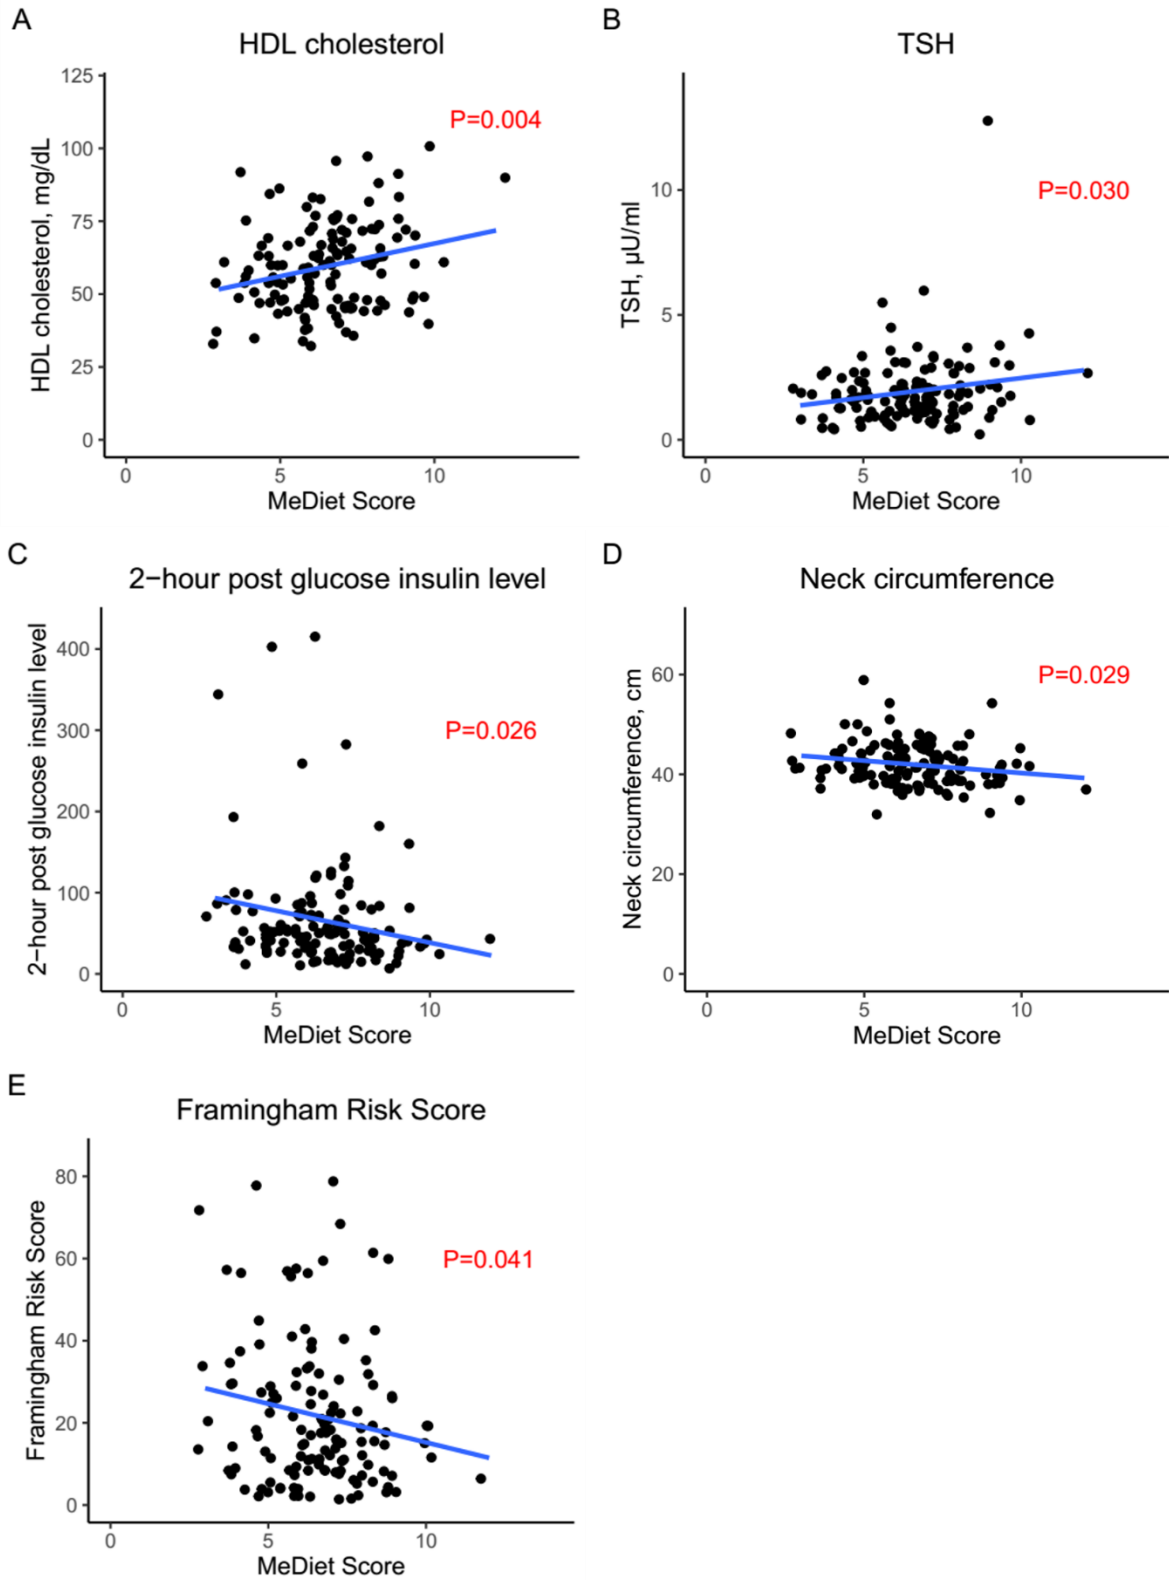 A
HDL cholesterol
P=0.004
HDL cholesterol, mg/dL
125
100
75
50
25
0
0 5 10
MeDiet Score
B
TSH
P=0.030
TSH, µU/ml
10
5
0
0 5 10
MeDiet Score
C
2−hour post glucose insulin level
P=0.026
2−hour post glucose insulin level
400
300
200
100
0
0 5 10
MeDiet Score
D
Neck circumference
P=0.029
Neck circumference, cm
60
40
20
0
0 5 10
MeDiet Score
E
Framingham Risk Score
P=0.041
Framingham Risk Score
80
60
40
20
0
0 5 10
MeDiet Score